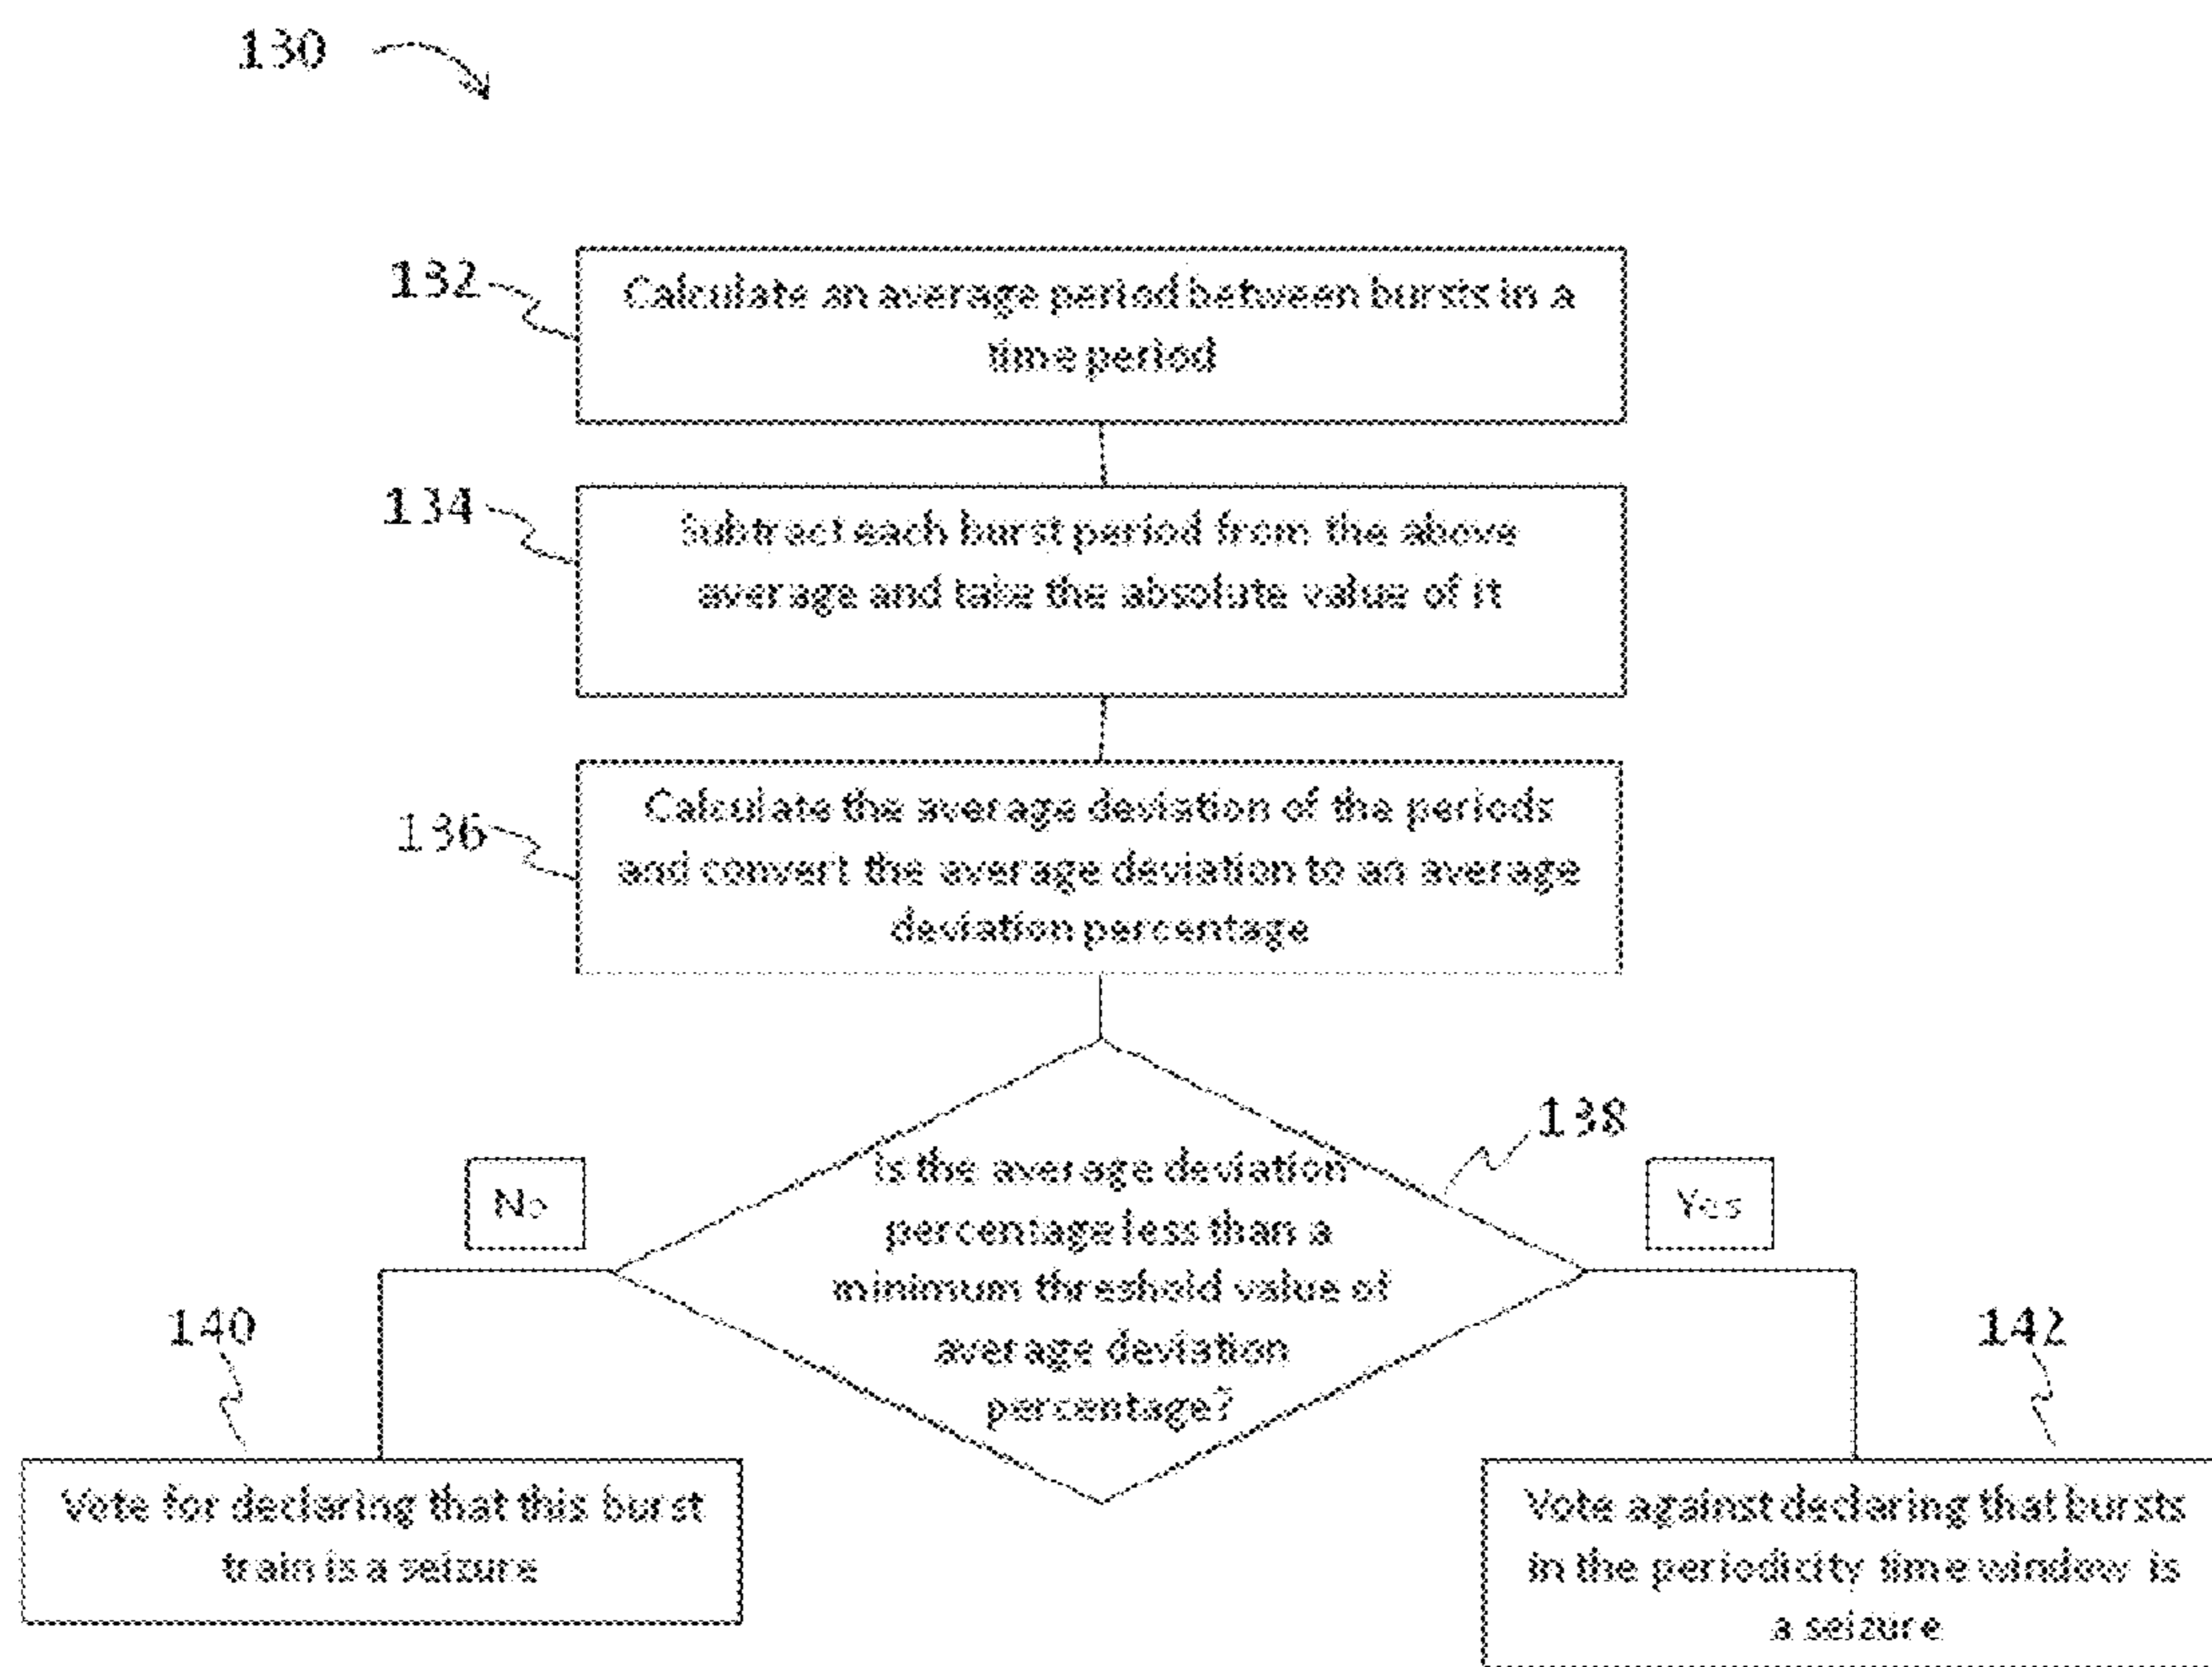 130
132
Calculate an average period between bursts in a
time period
134
Subtract each burst period from the above
average and take the absolute value of it
136
Calculate the average deviation of the periods
and convert the average deviation to an average
deviation percentage
138
Is the average deviation
percentage less than a
minimum threshold value of
average deviation
percentage?
No
Yes
140
Vote for declaring that this burst
train is a seizure
142
Vote against declaring that bursts
in the periodicity time window is
a seizure